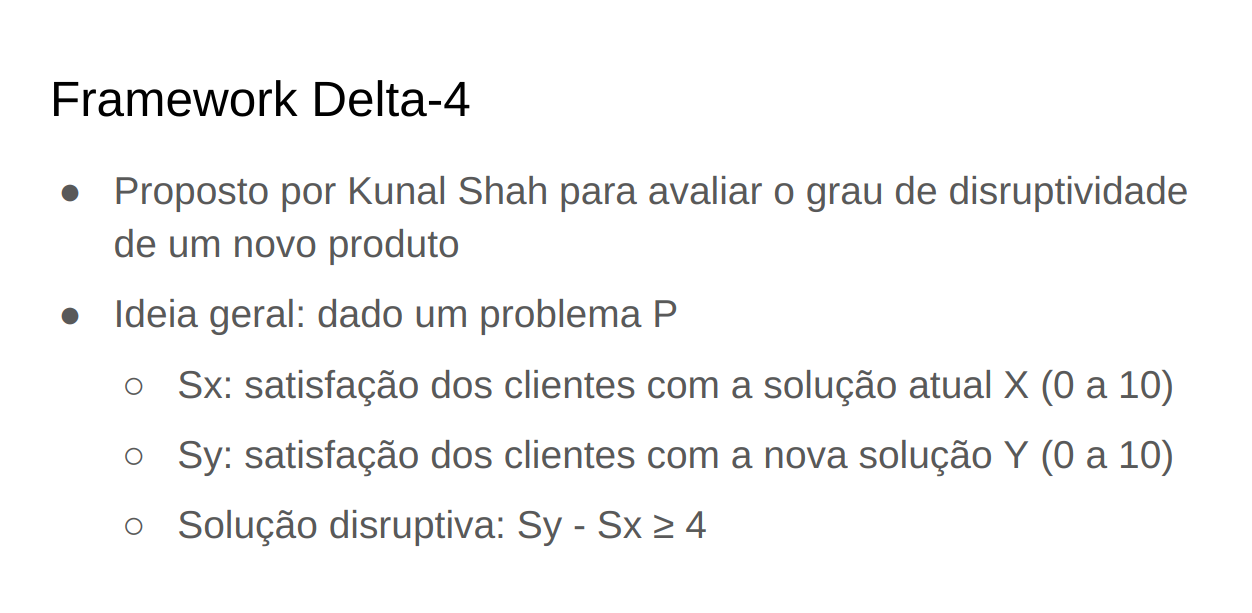 Framework Delta-4
● Proposto por Kunal Shah para avaliar o grau de disruptividade
de um novo produto
● Ideia geral: dado um problema P
○ Sx: satisfação dos clientes com a solução atual X (0 a 10)
○ Sy: satisfação dos clientes com a nova solução Y (0 a 10)
○ Solução disruptiva: Sy - Sx ≥ 4